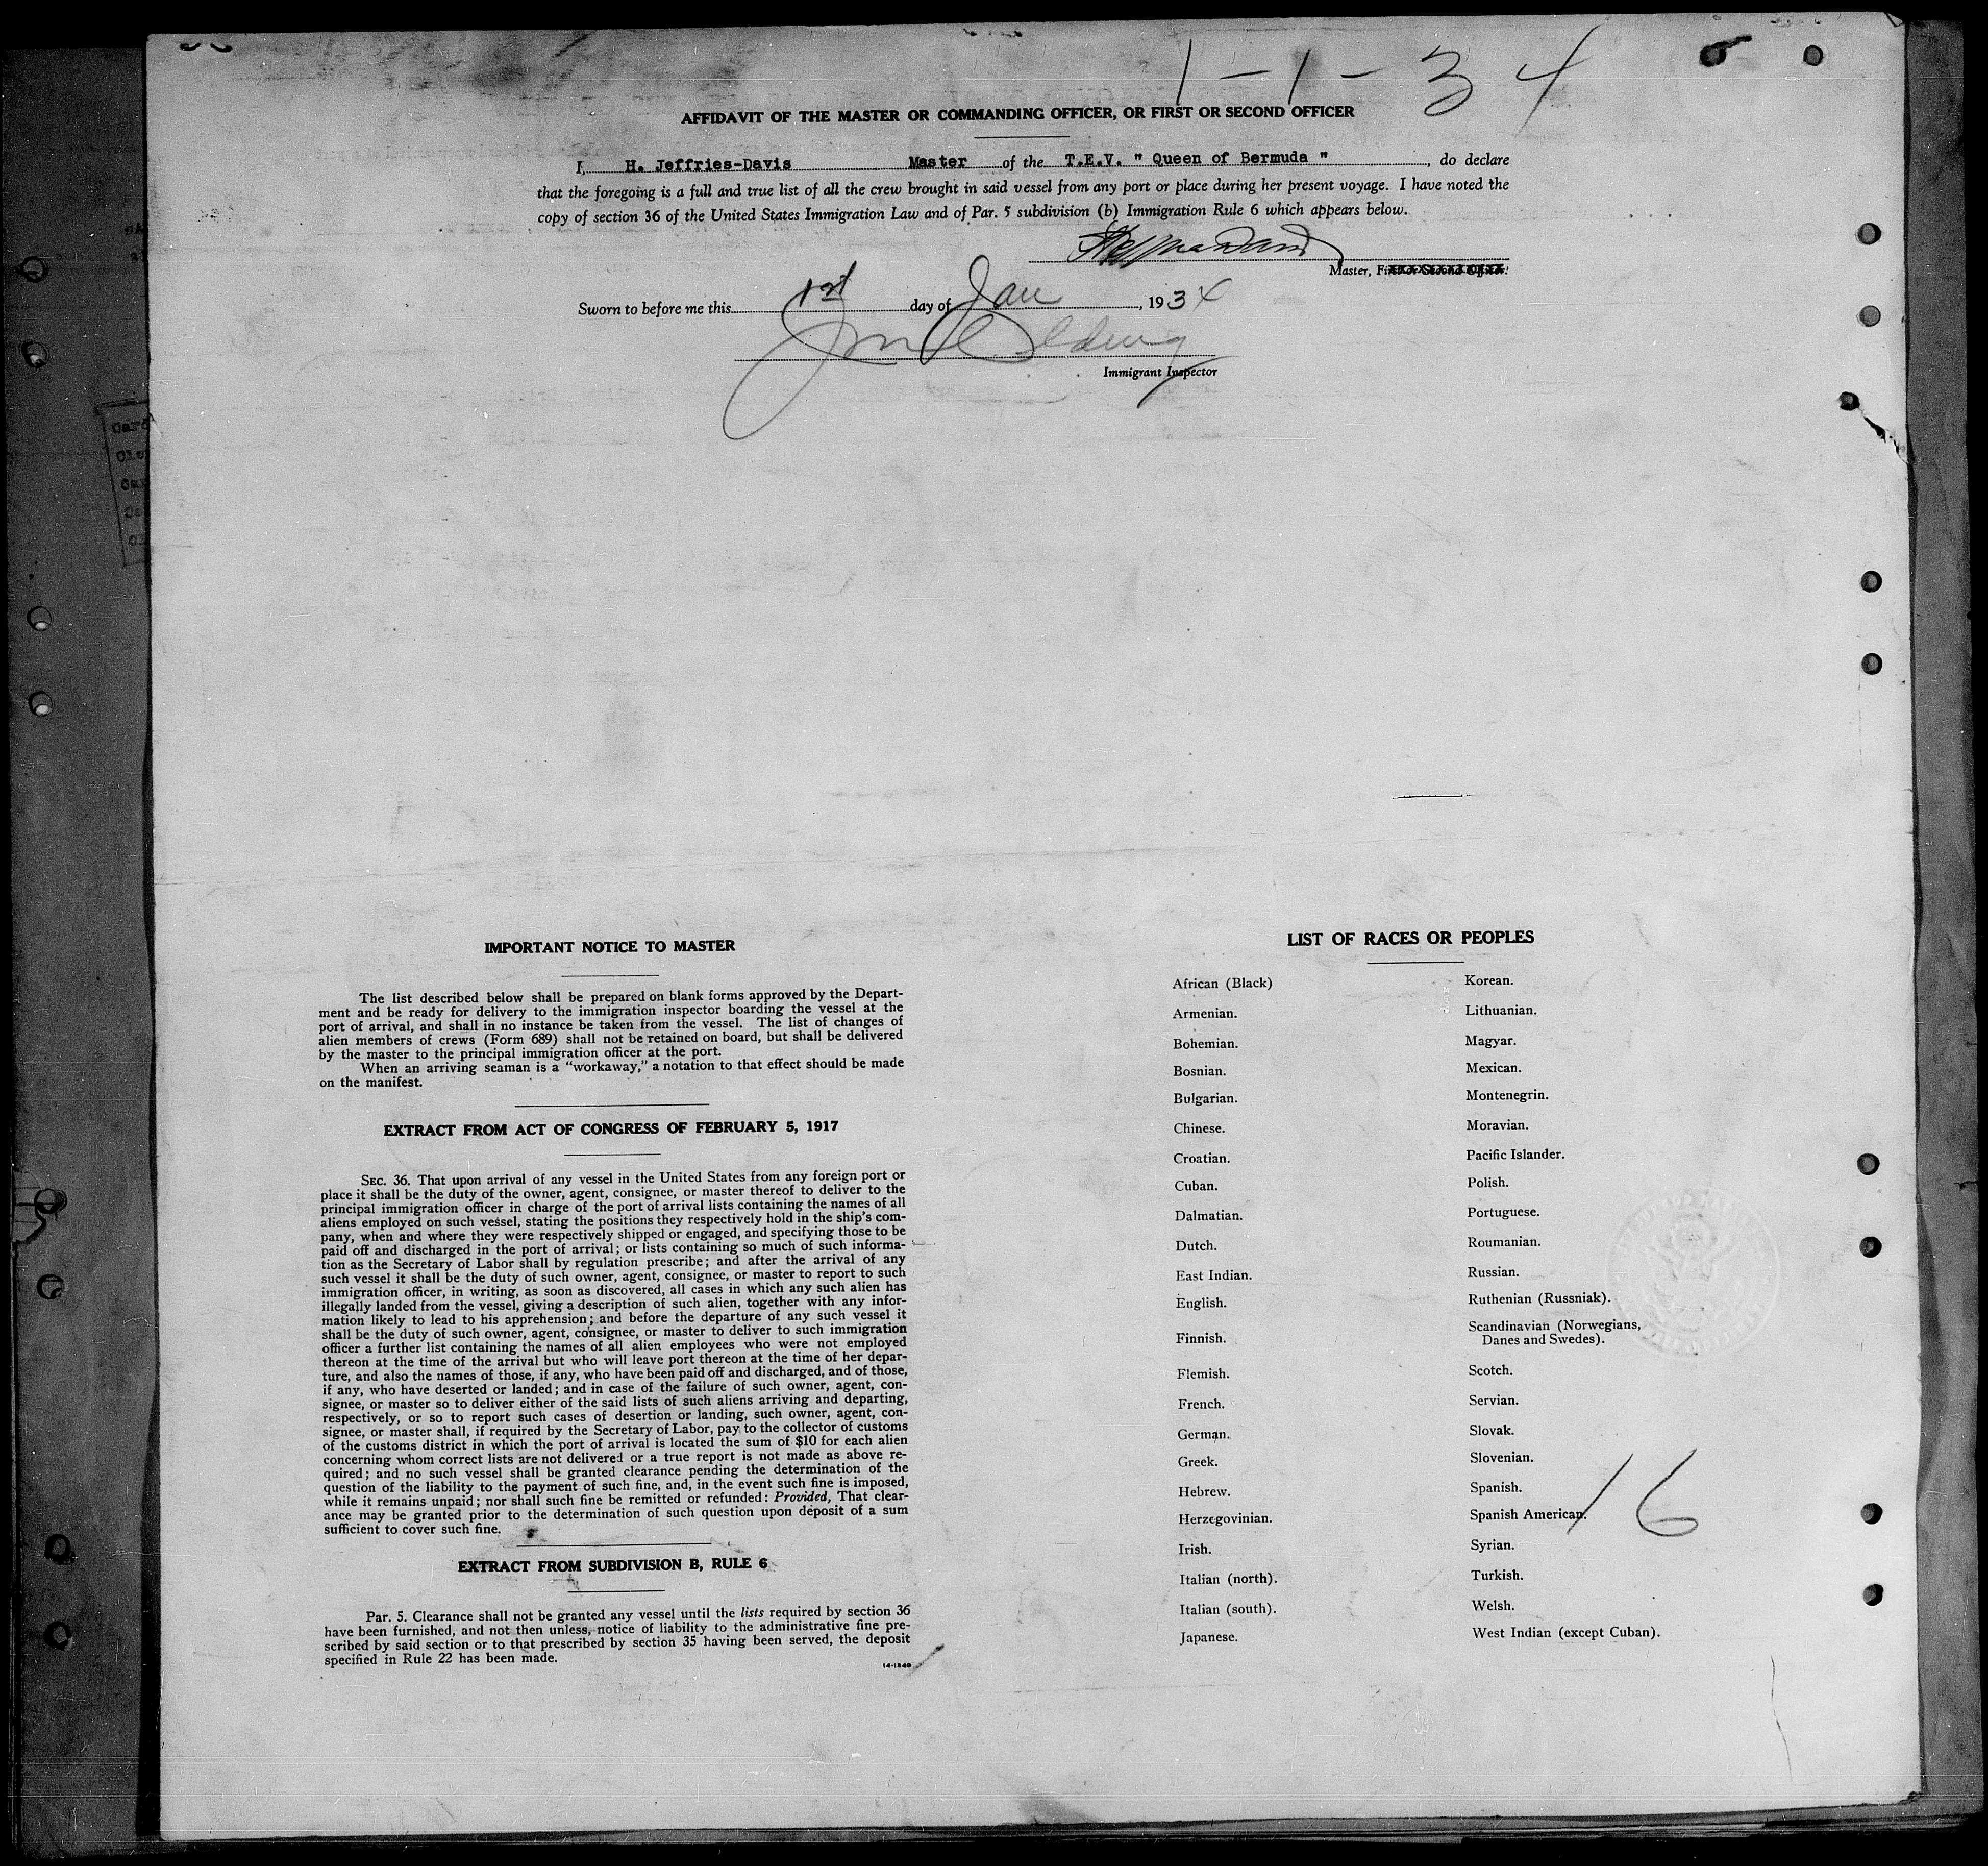 1-1-34
AFFIDAVIT OF THE MASTER OR COMMANDING OFFICER, OR FIRST OR SECOND OFFICER
I, H. Jeffries-Davis Master of the T.E.V. " Queen of Bermuda ", do declare
that the foregoing is a full and true list of all the crew brought in said vessel from any port or place during her present voyage. I have noted the
copy of section 36 of the United States Immigration Law and of Par. 5 subdivision (b) Immigration Rule 6 which appears below.
Master, First or Second Officer.
Sworn to before me this 1st day of Jan, 1934
Immigrant Inspector
IMPORTANT NOTICE TO MASTER
The list described below shall be prepared on blank forms approved by the Depart-
ment and be ready for delivery to the immigration inspector boarding the vessel at the
port of arrival, and shall in no instance be taken from the vessel. The list of changes of
alien members of crews (Form 689) shall not be retained on board, but shall be delivered
by the master to the principal immigration officer at the port.
When an arriving seaman is a "workaway," a notation to that effect should be made
on the manifest.
EXTRACT FROM ACT OF CONGRESS OF FEBRUARY 5, 1917
SEC. 36. That upon arrival of any vessel in the United States from any foreign port or
place it shall be the duty of the owner, agent, consignee, or master thereof to deliver to the
principal immigration officer in charge of the port of arrival lists containing the names of all
aliens employed on such vessel, stating the positions they respectively hold in the ship's com-
pany, when and where they were respectively shipped or engaged, and specifying those to be
paid off and discharged in the port of arrival; or lists containing so much of such informa-
tion as the Secretary of Labor shall by regulation prescribe; and after the arrival of any
such vessel it shall be the duty of such owner, agent, consignee, or master to report to such
immigration officer, in writing, as soon as discovered, all cases in which any such alien has
illegally landed from the vessel, giving a description of such alien, together with any infor-
mation likely to lead to his apprehension; and before the departure of any such vessel it
shall be the duty of such owner, agent, consignee, or master to deliver to such immigration
officer a further list containing the names of all alien employees who were not employed
thereon at the time of the arrival but who will leave port thereon at the time of her depar-
ture, and also the names of those, if any, who have been paid off and discharged, and of those,
if any, who have deserted or landed; and in case of the failure of such owner, agent, con-
signee, or master so to deliver either of the said lists of such aliens arriving and departing,
respectively, or so to report such cases of desertion or landing, such owner, agent, con-
signee, or master shall, if required by the Secretary of Labor, pay to the collector of customs
of the customs district in which the port of arrival is located the sum of $10 for each alien
concerning whom correct lists are not delivered or a true report is not made as above re-
quired; and no such vessel shall be granted clearance pending the determination of the
question of the liability to the payment of such fine, and, in the event such fine is imposed,
while it remains unpaid; nor shall such fine be remitted or refunded: Provided, That clear-
ance may be granted prior to the determination of such question upon deposit of a sum
sufficient to cover such fine.
EXTRACT FROM SUBDIVISION B, RULE 6
Par. 5. Clearance shall not be granted any vessel until the lists required by section 36
have been furnished, and not then unless, notice of liability to the administrative fine pre-
scribed by said section or to that prescribed by section 35 having been served, the deposit
specified in Rule 22 has been made.
14-1240
LIST OF RACES OR PEOPLES
African (Black)
Armenian.
Bohemian.
Bosnian.
Bulgarian.
Chinese.
Croatian.
Cuban.
Dalmatian.
Dutch.
East Indian.
English.
Finnish.
Flemish.
French.
German.
Greek.
Hebrew.
Herzegovinian.
Irish.
Italian (north).
Italian (south).
Japanese.
Korean.
Lithuanian.
Magyar.
Mexican.
Montenegrin.
Moravian.
Pacific Islander.
Polish.
Portuguese.
Roumanian.
Russian.
Ruthenian (Russniak).
Scandinavian (Norwegians,
Danes and Swedes).
Scotch.
Servian.
Slovak.
Slovenian.
Spanish.
Spanish American.
Syrian.
Turkish.
Welsh.
West Indian (except Cuban).
16